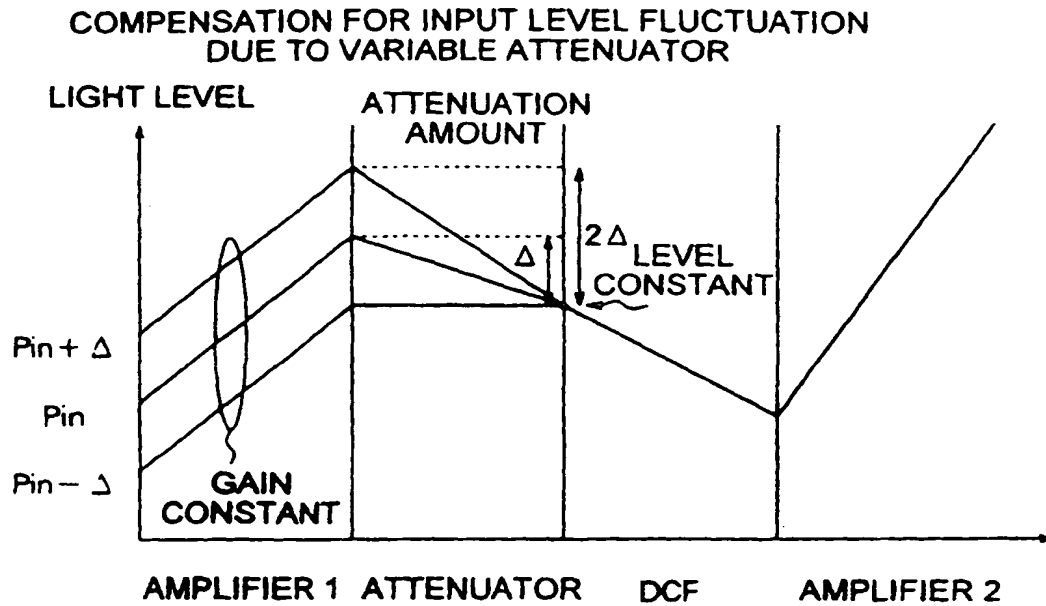 COMPENSATION FOR INPUT LEVEL FLUCTUATION
DUE TO VARIABLE ATTENUATOR
LIGHT LEVEL
ATTENUATION
AMOUNT
2Δ
Δ
LEVEL
CONSTANT
Pin + Δ
Pin
Pin - Δ
GAIN
CONSTANT
AMPLIFIER 1
ATTENUATOR
DCF
AMPLIFIER 2